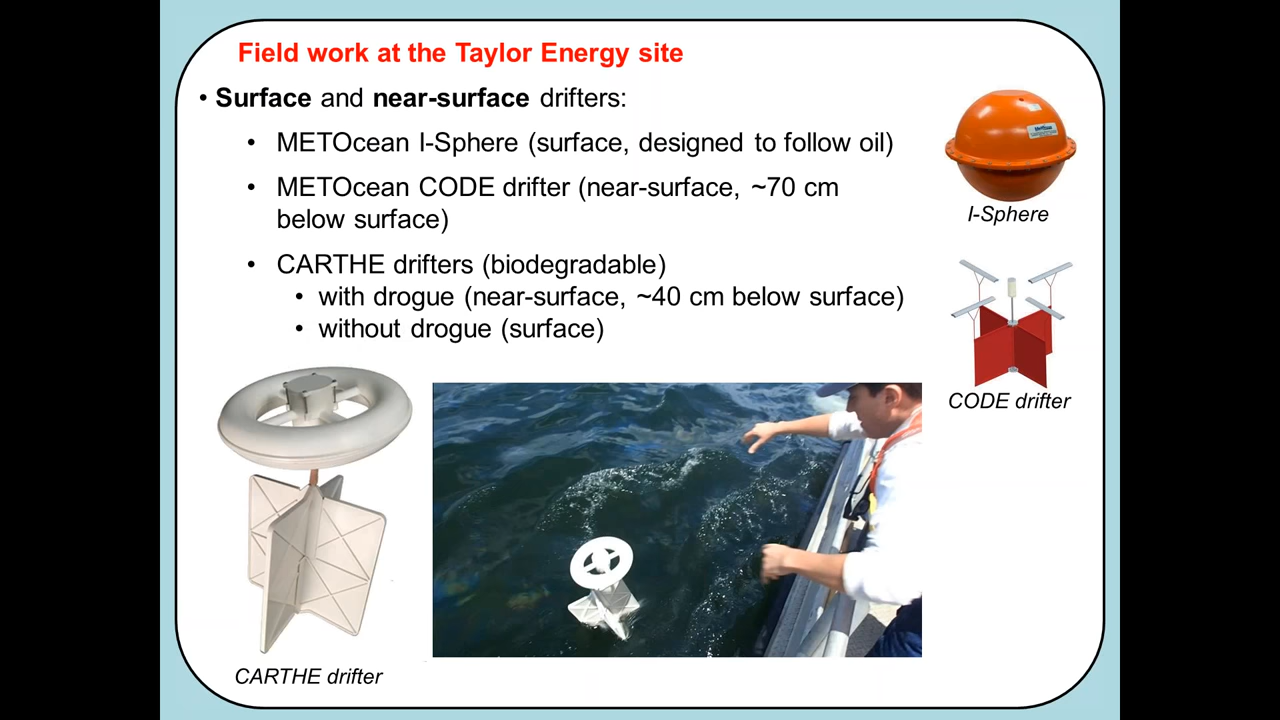 Field work at the Taylor Energy site
• Surface and near-surface drifters:
• METOcean I-Sphere (surface, designed to follow oil)
• METOcean CODE drifter (near-surface, ~70 cm
below surface)
• CARTHE drifters (biodegradable)
• with drogue (near-surface, ~40 cm below surface)
• without drogue (surface)
I-Sphere
CODE drifter
CARTHE drifter